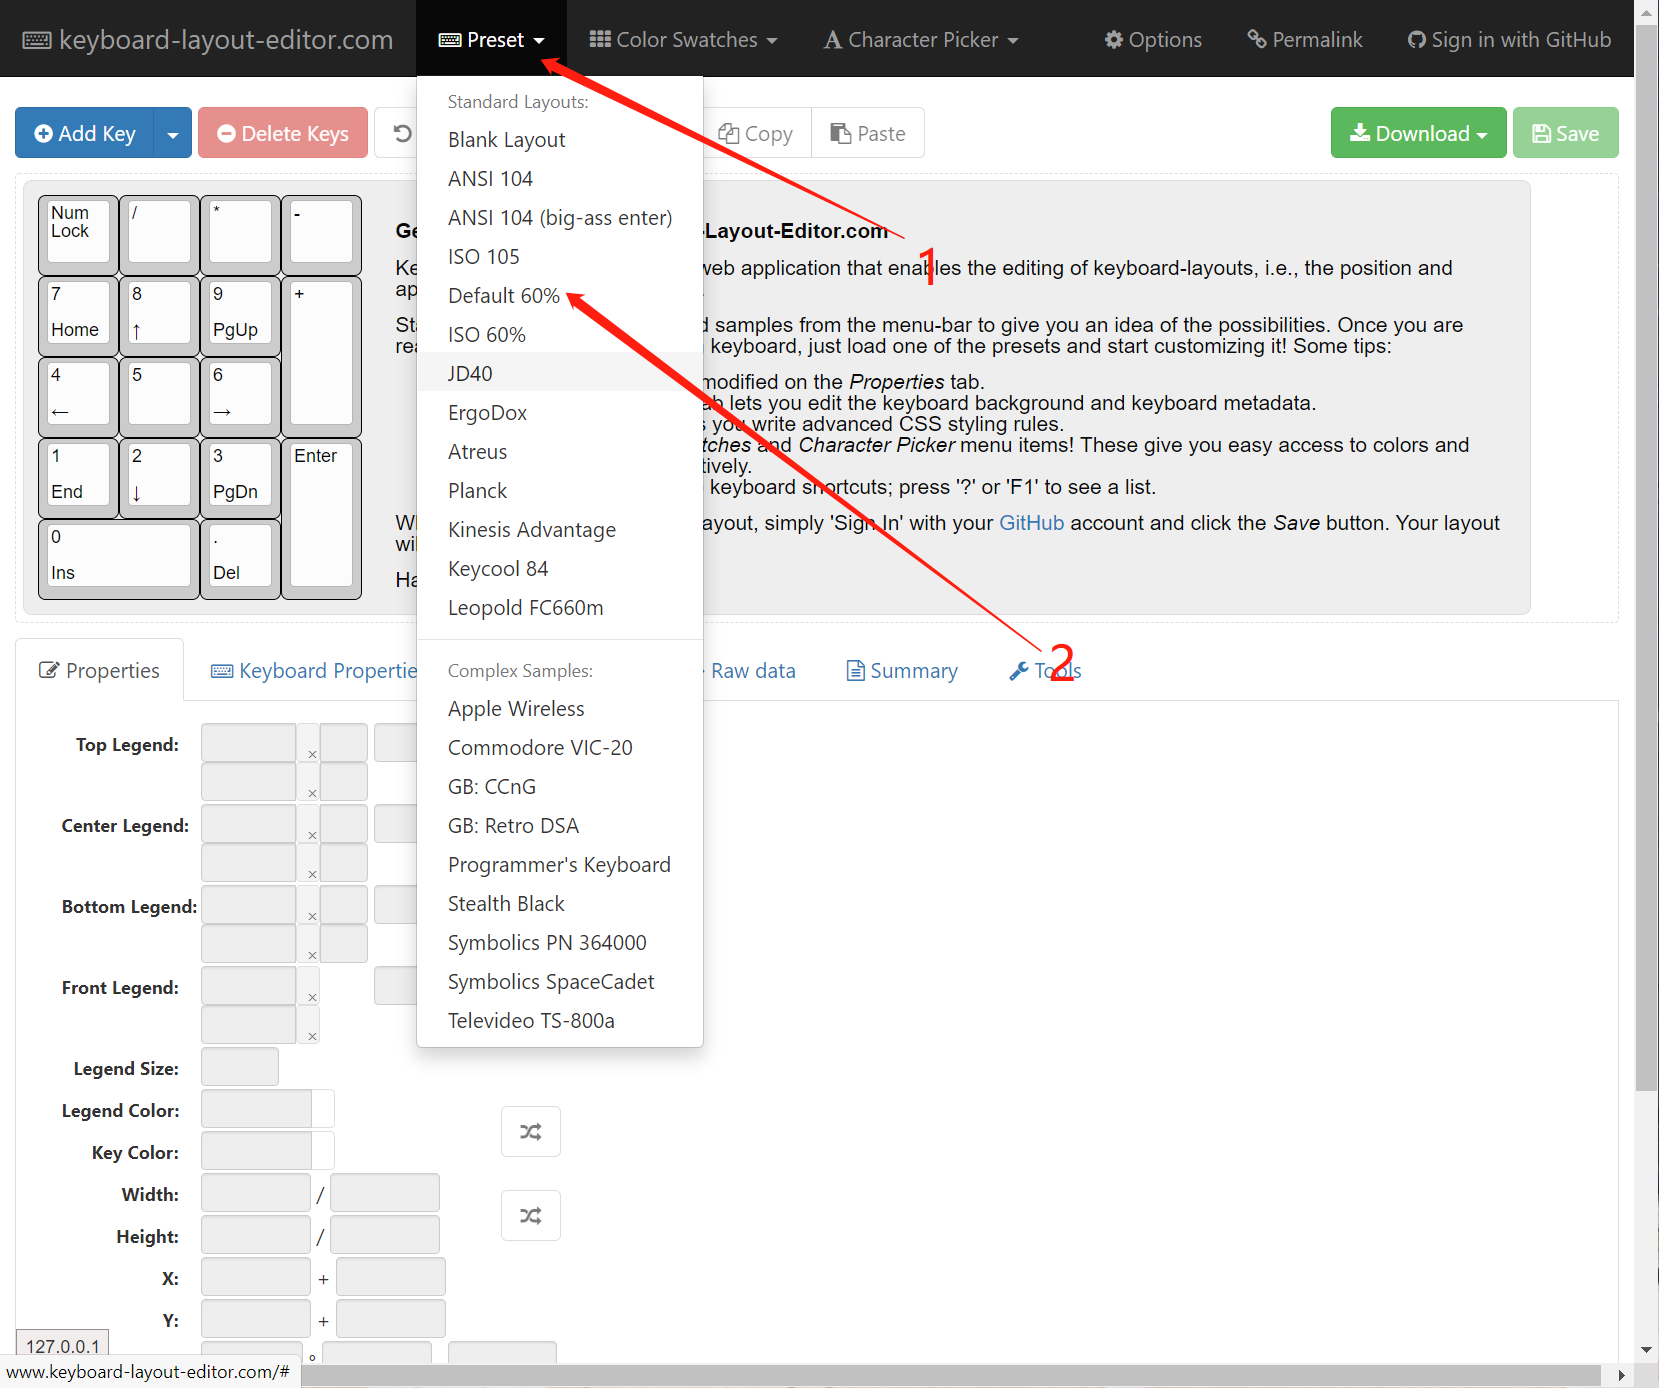 keyboard-layout-editor.com
Preset
Color Swatches
Character Picker
Options
Permalink
Sign in with GitHub
Add Key
Delete Keys
Copy
Paste
Download
Save
Standard Layouts:
Blank Layout
ANSI 104
ANSI 104 (big-ass enter)
ISO 105
Default 60%
ISO 60%
JD40
ErgoDox
Atreus
Planck
Kinesis Advantage
Keycool 84
Leopold FC660m
Complex Samples:
Apple Wireless
Commodore VIC-20
GB: CCnG
GB: Retro DSA
Programmer's Keyboard
Stealth Black
Symbolics PN 364000
Symbolics SpaceCadet
Televideo TS-800a
1
2
Num Lock
/
*
-
7 Home
8 ↑
9 PgUp
+
4 ←
5
6 →
1 End
2 ↓
3 PgDn
Enter
0 Ins
. Del
Ge -Layout-Editor.com
Ke web application that enables the editing of keyboard-layouts, i.e., the position and
ap
Sta d samples from the menu-bar to give you an idea of the possibilities. Once you are
rea keyboard, just load one of the presets and start customizing it! Some tips:
modified on the Properties tab.
ab lets you edit the keyboard background and keyboard metadata.
s you write advanced CSS styling rules.
tches and Character Picker menu items! These give you easy access to colors and
tively.
keyboard shortcuts; press '?' or 'F1' to see a list.
Wh ayout, simply 'Sign In' with your GitHub account and click the Save button. Your layout
wil
Ha
Properties
Keyboard Propertie
Raw data
Summary
Tools
Top Legend:
Center Legend:
Bottom Legend:
Front Legend:
Legend Size:
Legend Color:
Key Color:
Width: /
Height: /
X: +
Y: +
°
127.0.0.1
www.keyboard-layout-editor.com/#